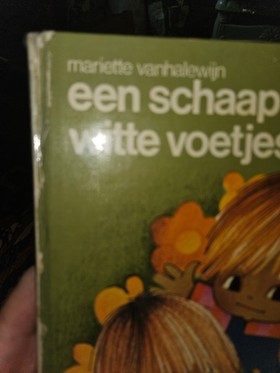 mariette vanhalewijn
een schaap
witte voetjes